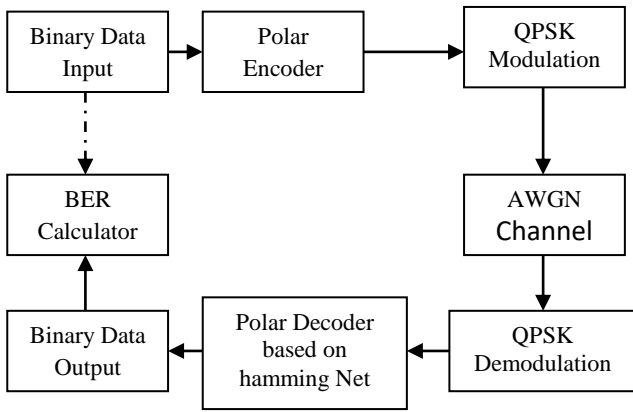 Binary Data
Input
Polar
Encoder
QPSK
Modulation
BER
Calculator
AWGN
Channel
Binary Data
Output
Polar Decoder
based on
hamming Net
QPSK
Demodulation